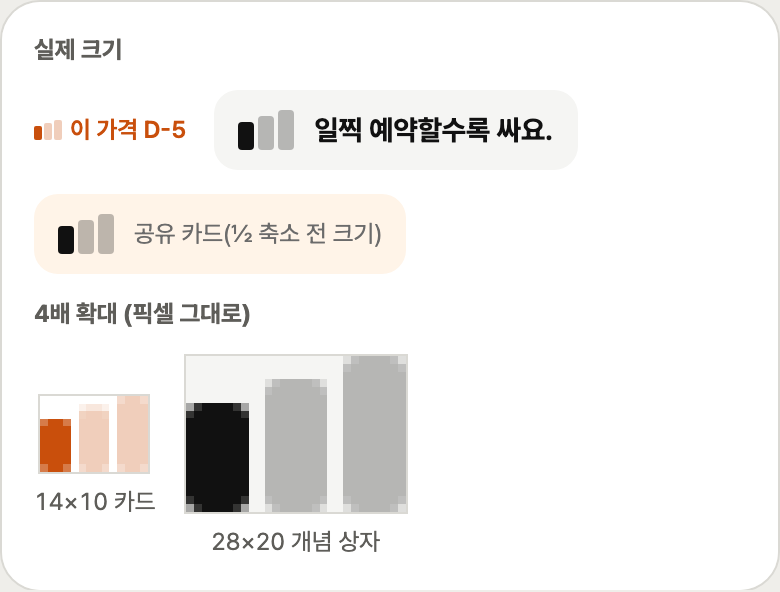 실제 크기
이 가격 D-5
일찍 예약할수록 싸요.
공유 카드(½ 축소 전 크기)
4배 확대 (픽셀 그대로)
14×10 카드
28×20 개념 상자